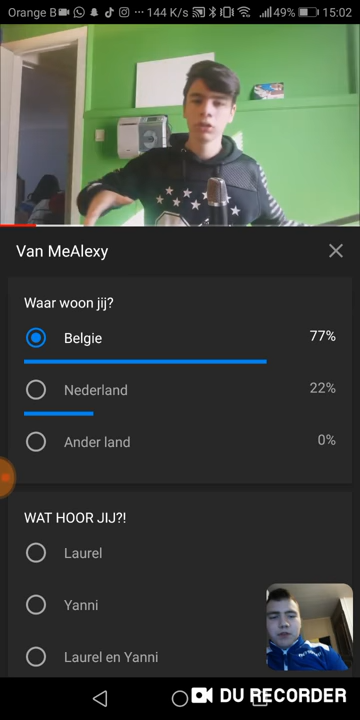 Orange B ... 144 K/s 49% 15:02
Van MeAlexy
Waar woon jij?
Belgie 77%
Nederland 22%
Ander land 0%
WAT HOOR JIJ?!
Laurel
Yanni
Laurel en Yanni
DU RECORDER